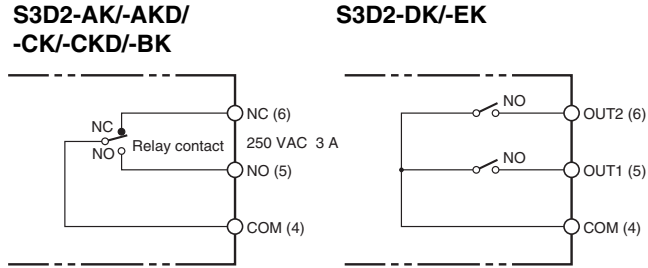 S3D2-AK/-AKD/
-CK/-CKD/-BK
NC (6)
NC
Relay contact
250 VAC 3 A
NO
NO (5)
COM (4)
S3D2-DK/-EK
NO
OUT2 (6)
NO
OUT1 (5)
COM (4)